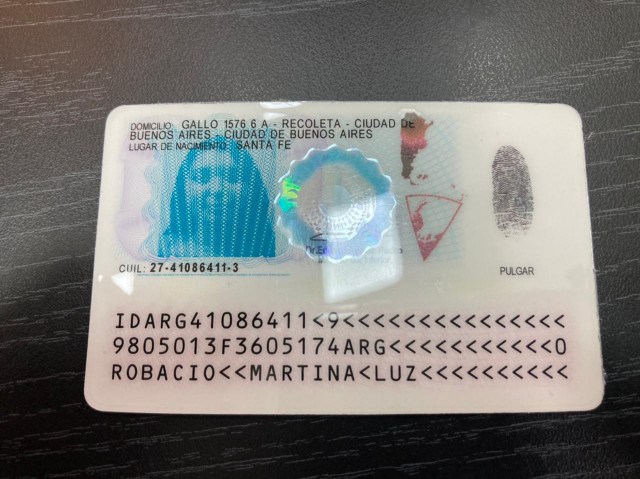 DOMICILIO: GALLO 1576 6 A - RECOLETA - CIUDAD DE
BUENOS AIRES - CIUDAD DE BUENOS AIRES
LUGAR DE NACIMIENTO: SANTA FE
CUIL: 27-41086411-3
PULGAR
IDARG41086411<9<<<<<<<<<<<<<<<
9805013F3605174ARG<<<<<<<<<<<0
ROBACIO<<MARTINA<LUZ<<<<<<<<<<